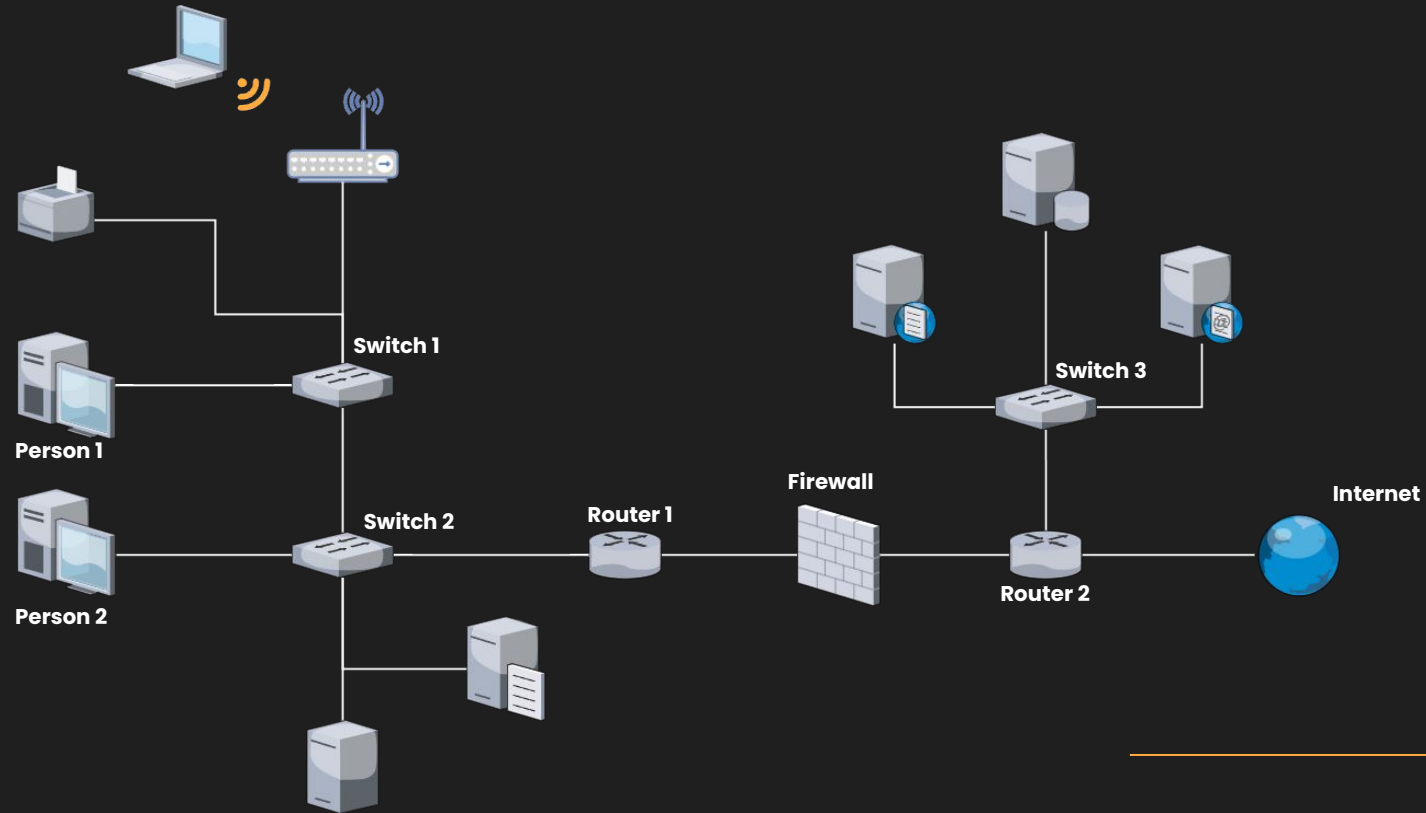 Switch 1
Person 1
Switch 2
Person 2
Router 1
Firewall
Switch 3
Router 2
Internet